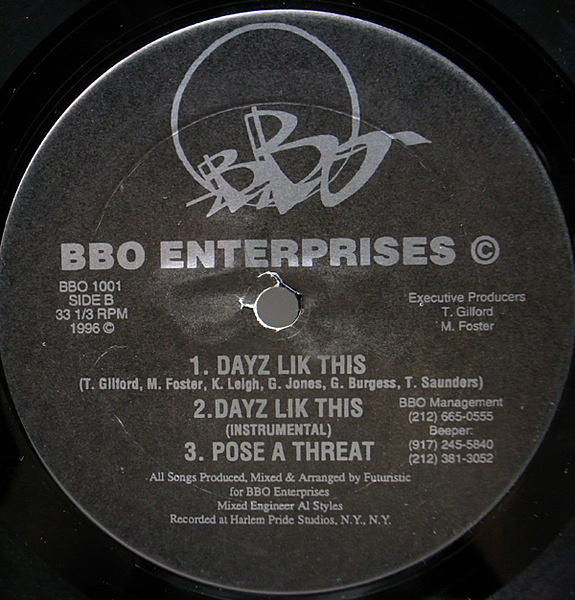 BBO
BBO ENTERPRISES ©
BBO 1001
SIDE B
33 1/3 RPM
1996 ©
Executive Producers
T. Gilford
M. Foster
1. DAYZ LIK THIS
(T. Gilford, M. Foster, K. Leigh, G. Jones, G. Burgess, T. Saunders)
2.DAYZ LIK THIS
(INSTRUMENTAL)
3. POSE A THREAT
BBO Management
(212) 665-0555
Beeper:
(917) 245-5840
(212) 381-3052
All Songs Produced, Mixed & Arranged by Futuristic
for BBO Enterprises
Mixed Engineer Al Styles
Recorded at Harlem Pride Studios, N.Y., N.Y.